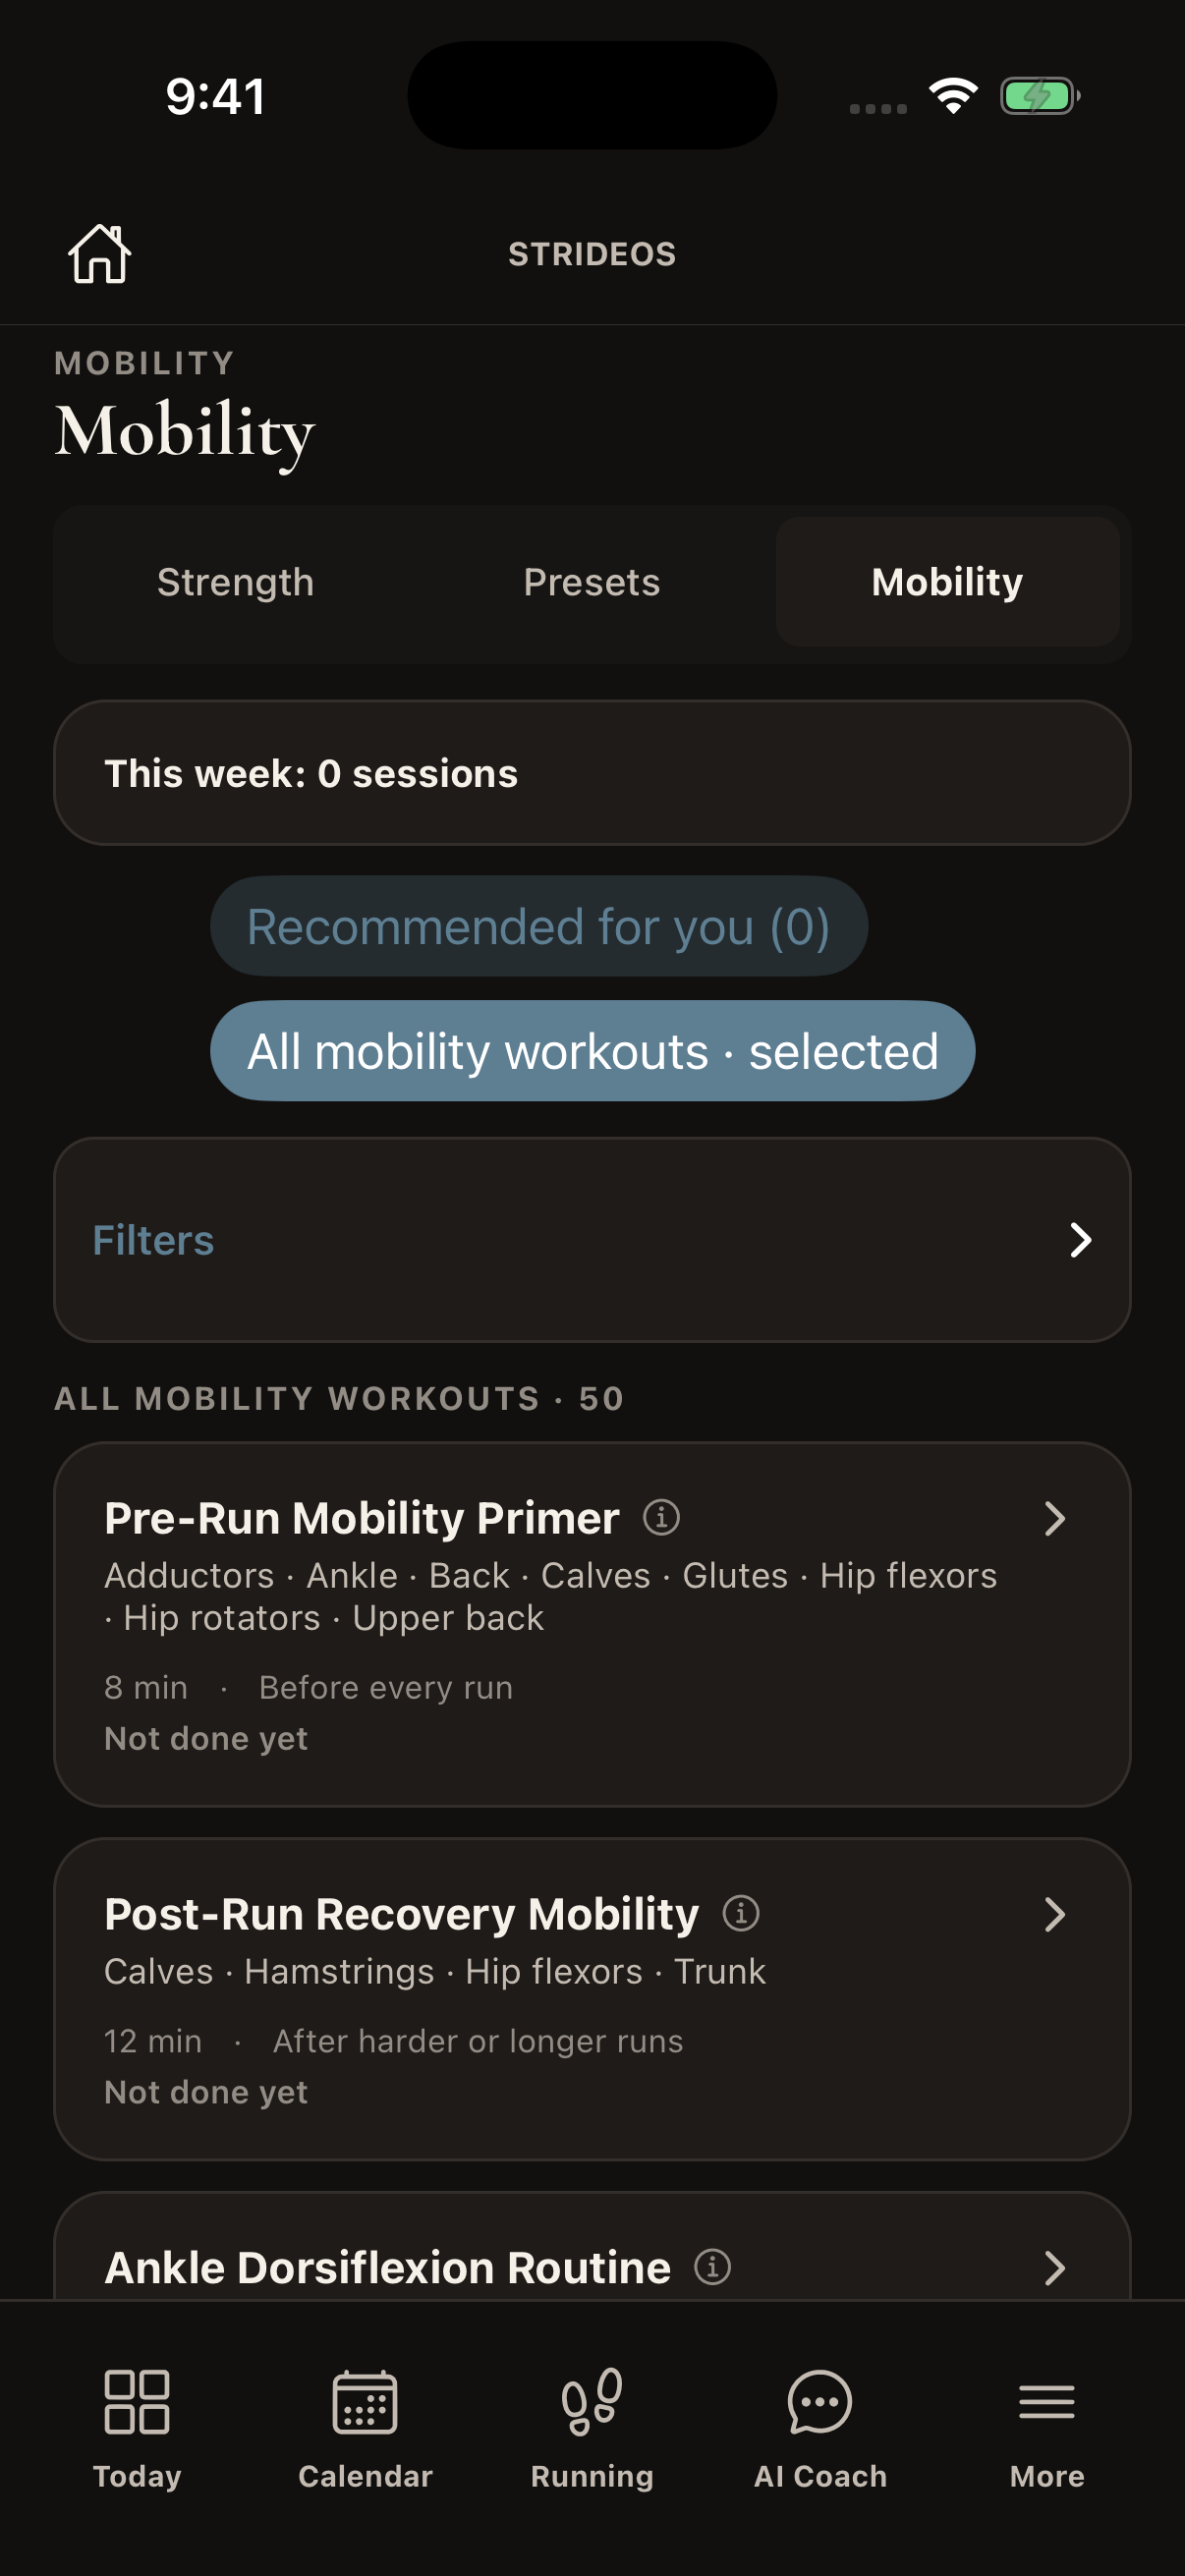 9:41
STRIDEOS
MOBILITY
Mobility
Strength Presets Mobility
This week: 0 sessions
Recommended for you (0)
All mobility workouts · selected
Filters
ALL MOBILITY WORKOUTS · 50
Pre-Run Mobility Primer
Adductors · Ankle · Back · Calves · Glutes · Hip flexors
· Hip rotators · Upper back
8 min · Before every run
Not done yet
Post-Run Recovery Mobility
Calves · Hamstrings · Hip flexors · Trunk
12 min · After harder or longer runs
Not done yet
Ankle Dorsiflexion Routine
Today Calendar Running AI Coach More